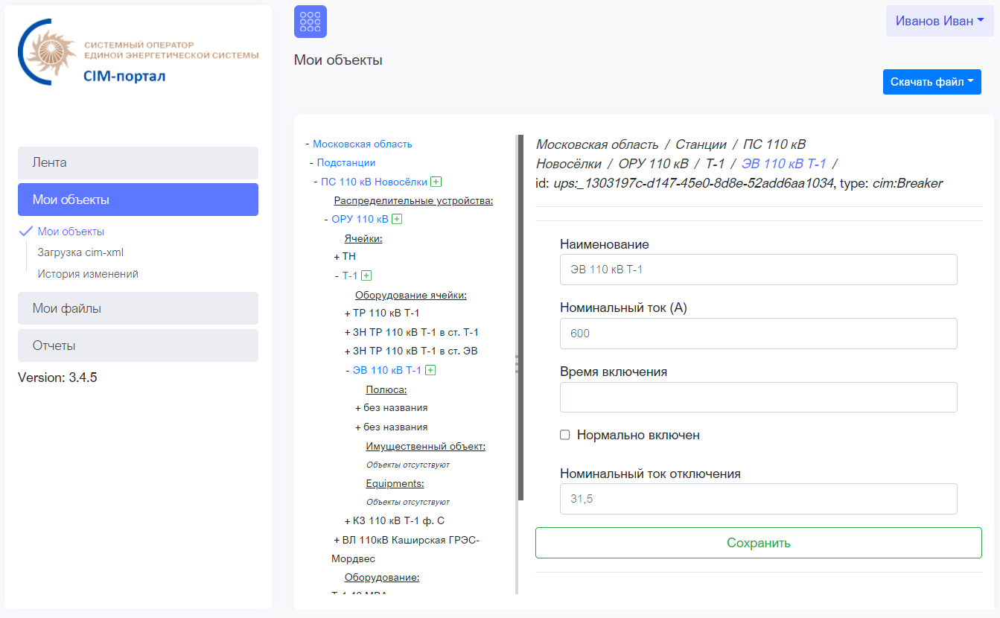 СИСТЕМНЫЙ ОПЕРАТОР
ЕДИНОЙ ЭНЕРГЕТИЧЕСКОЙ СИСТЕМЫ
CIM-портал
Лента
Мои объекты
Мои объекты
Загрузка cim-xml
История изменений
Мои файлы
Отчеты
Version: 3.4.5
Иванов Иван
Мои объекты
Скачать файл
- Московская область
- Подстанции
- ПС 110 кВ Новосёлки
Распределительные устройства:
- ОРУ 110 кВ
Ячейки:
+ ТН
- Т-1
Оборудование ячейки:
+ ТР 110 кВ Т-1
+ ЗН ТР 110 кВ Т-1 в ст. Т-1
+ ЗН ТР 110 кВ Т-1 в ст. ЭВ
- ЭВ 110 кВ Т-1
Полюса:
+ без названия
+ без названия
Имущественный объект:
Объекты отсутствуют
Equipments:
Объекты отсутствуют
+ КЗ 110 кВ Т-1 ф. С
+ ВЛ 110кВ Каширская ГРЭС-
Мордвес
Оборудование:
Московская область / Станции / ПС 110 кВ
Новосёлки / ОРУ 110 кВ / Т-1 / ЭВ 110 кВ Т-1 /
id: ups:_1303197c-d147-45e0-8d8e-52add6aa1034, type: cim:Breaker
Наименование
ЭВ 110 кВ Т-1
Номинальный ток (А)
600
Время включения
Нормально включен
Номинальный ток отключения
31,5
Сохранить